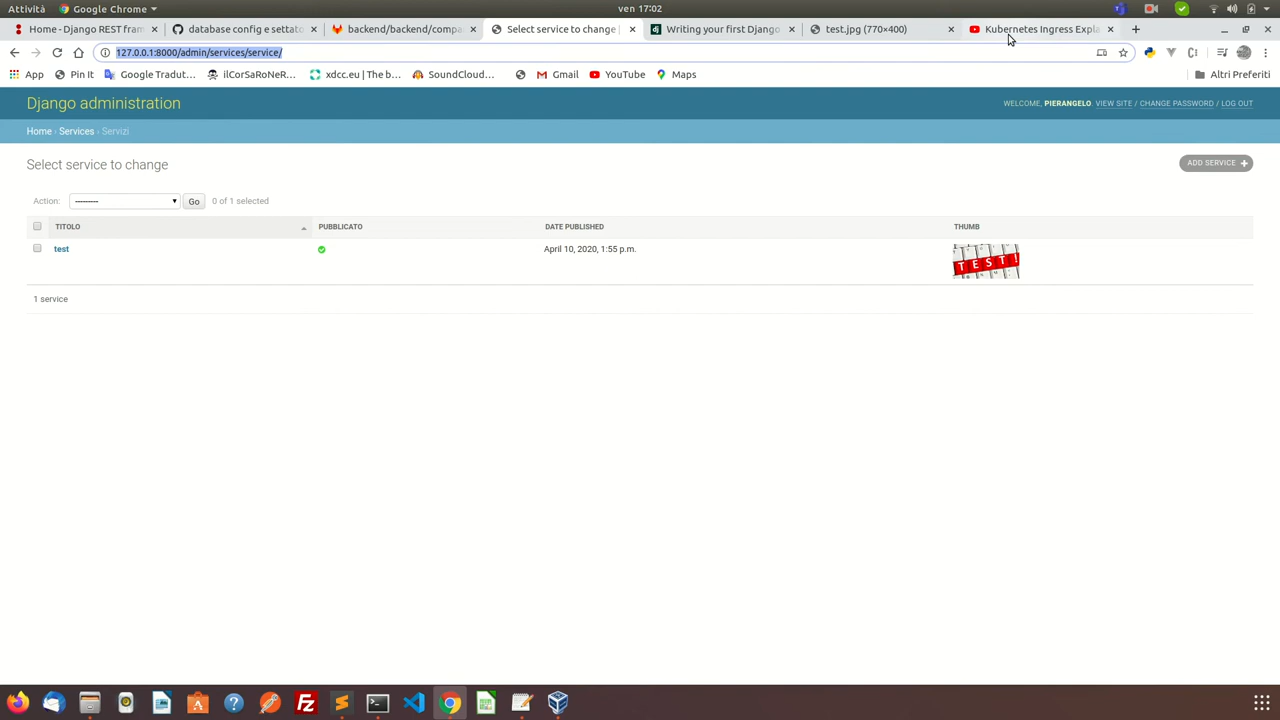 Attività
Google Chrome
ven 17:02
Home - Django REST fram
database config e settato
backend/backend/compa
Select service to change |
Writing your first Django
test.jpg (770×400)
Kubernetes Ingress Expla
127.0.0.1:8000/admin/services/service/
App
Pin It
Google Tradut...
ilCorSaRoNeR...
xdcc.eu | The b...
SoundCloud...
Gmail
YouTube
Maps
Altri Preferiti
Django administration
WELCOME, PIERANGELO. VIEW SITE / CHANGE PASSWORD / LOG OUT
Home › Services › Servizi
Select service to change
ADD SERVICE +
Action: --------- Go 0 of 1 selected
TITOLO PUBBLICATO DATE PUBLISHED THUMB
test April 10, 2020, 1:55 p.m.
TEST!
1 service